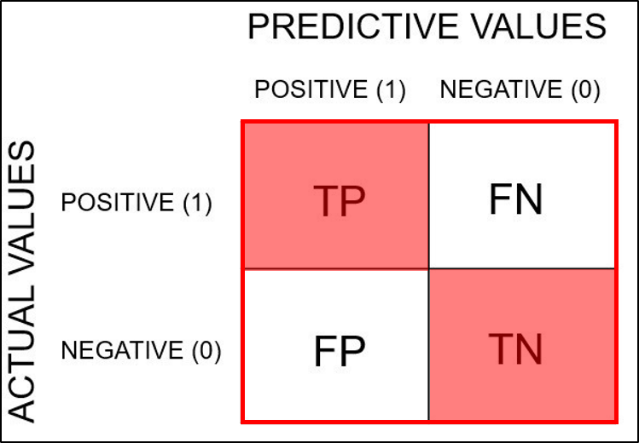 PREDICTIVE VALUES
POSITIVE (1) NEGATIVE (0)
ACTUAL VALUES
POSITIVE (1) TP FN
NEGATIVE (0) FP TN